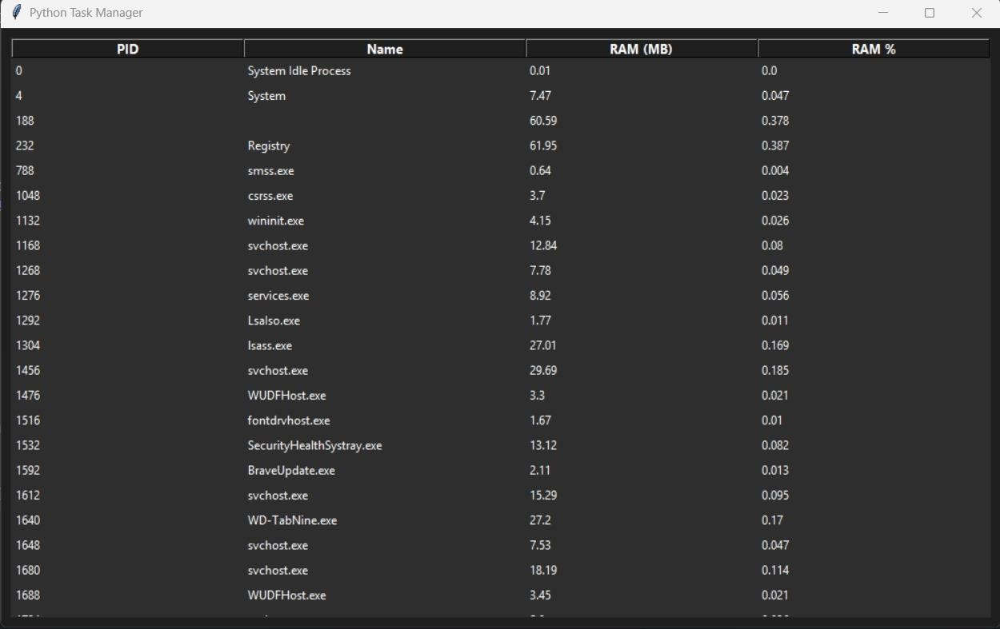 Python Task Manager
PID Name RAM (MB) RAM %
0 System Idle Process 0.01 0.0
4 System 7.47 0.047
188 60.59 0.378
232 Registry 61.95 0.387
788 smss.exe 0.64 0.004
1048 csrss.exe 3.7 0.023
1132 wininit.exe 4.15 0.026
1168 svchost.exe 12.84 0.08
1268 svchost.exe 7.78 0.049
1276 services.exe 8.92 0.056
1292 LsaIso.exe 1.77 0.011
1304 lsass.exe 27.01 0.169
1456 svchost.exe 29.69 0.185
1476 WUDFHost.exe 3.3 0.021
1516 fontdrvhost.exe 1.67 0.01
1532 SecurityHealthSystray.exe 13.12 0.082
1592 BraveUpdate.exe 2.11 0.013
1612 svchost.exe 15.29 0.095
1640 WD-TabNine.exe 27.2 0.17
1648 svchost.exe 7.53 0.047
1680 svchost.exe 18.19 0.114
1688 WUDFHost.exe 3.45 0.021